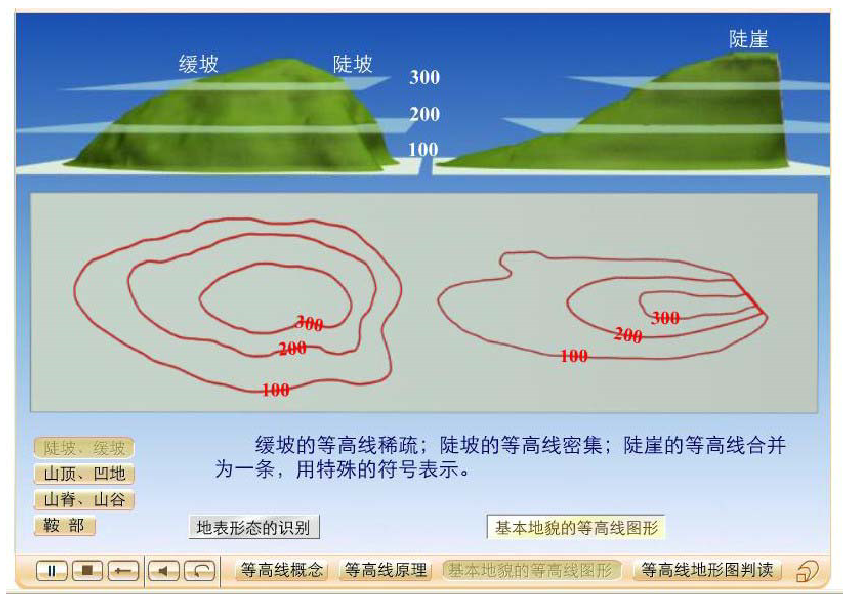 陡崖
缓坡
陡坡
300
200
100
300
200
100
300
200
100
缓坡的等高线稀疏；陡坡的等高线密集；陡崖的等高线合并
为一条，用特殊的符号表示。
陡坡、缓坡
山顶、凹地
山脊、山谷
鞍 部
地表形态的识别
基本地貌的等高线图形
等高线概念
等高线原理
基本地貌的等高线图形
等高线地形图判读